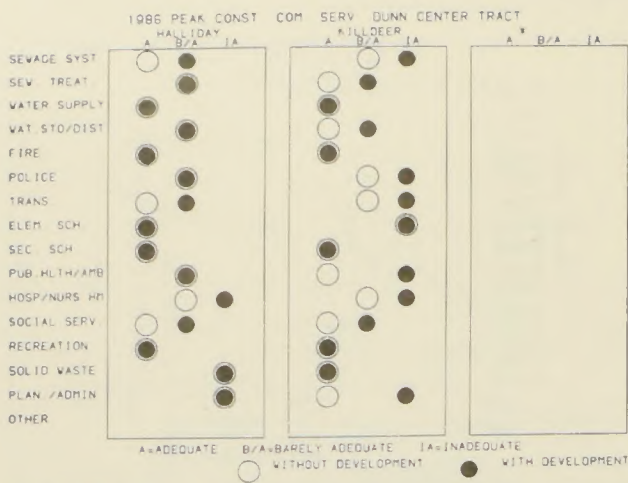 1986 PEAK CONST COM SERV DUNN CENTER TRACT
HALLIDAY KILLDEER *
A B/A IA A B/A IA A B/A IA
SEWAGE SYST
SEW. TREAT.
WATER SUPPLY
WAT.STO/DIST
FIRE
POLICE
TRANS
ELEM. SCH.
SEC. SCH
PUB.HLTH/AMB
HOSP/NURS HM
SOCIAL SERV.
RECREATION
SOLID WASTE
PLAN./ADMIN
OTHER
A=ADEQUATE B/A=BARELY ADEQUATE IA=INADEQUATE
WITHOUT DEVELOPMENT WITH DEVELOPMENT